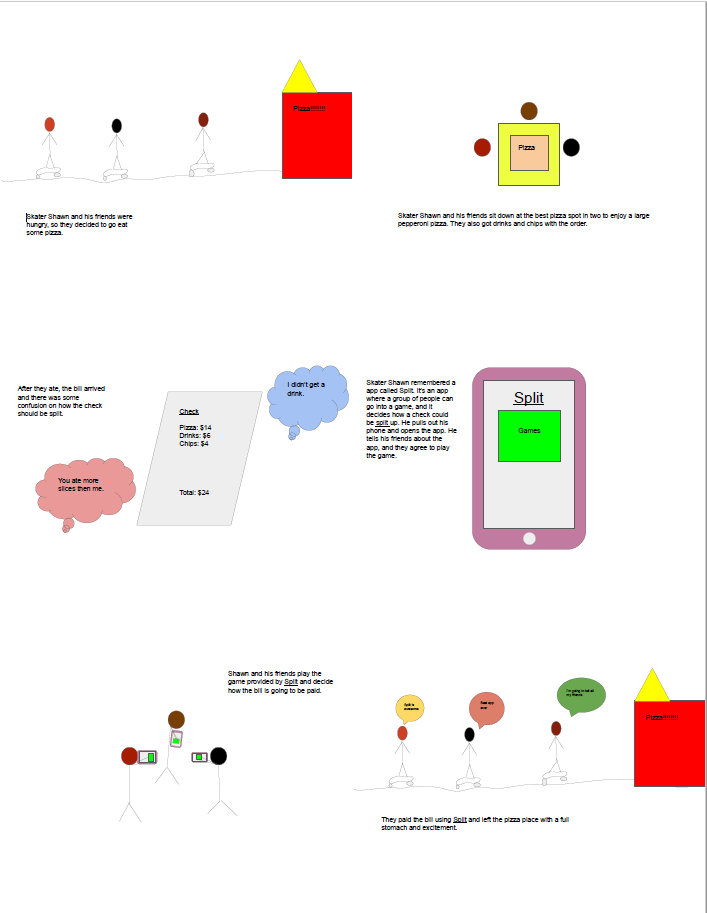 Pizza!!!!!!!
Pizza
Skater Shawn and his friends were
hungry, so they decided to go eat
some pizza.
Skater Shawn and his friends sit down at the best pizza spot in two to enjoy a large
pepperoni pizza. They also got drinks and chips with the order.
After they ate, the bill arrived
and there was some
confusion on how the check
should be split.
You ate more
slices then me.
Check
Pizza: $14
Drinks: $6
Chips: $4
Total: $24
I didn't get a
drink.
Skater Shawn remembered a
app called Split. It's an app
where a group of people can
go into a game, and it
decides how a check could
be split up. He pulls out his
phone and opens the app. He
tells his friends about the
app, and they agree to play
the game.
Split
Games
Shawn and his friends play the
game provided by Split and decide
how the bill is going to be paid.
Split is
awesome
Best app
ever
I'm going to tell all
my friends
Pizza!!!!!!!
They paid the bill using Split and left the pizza place with a full
stomach and excitement.